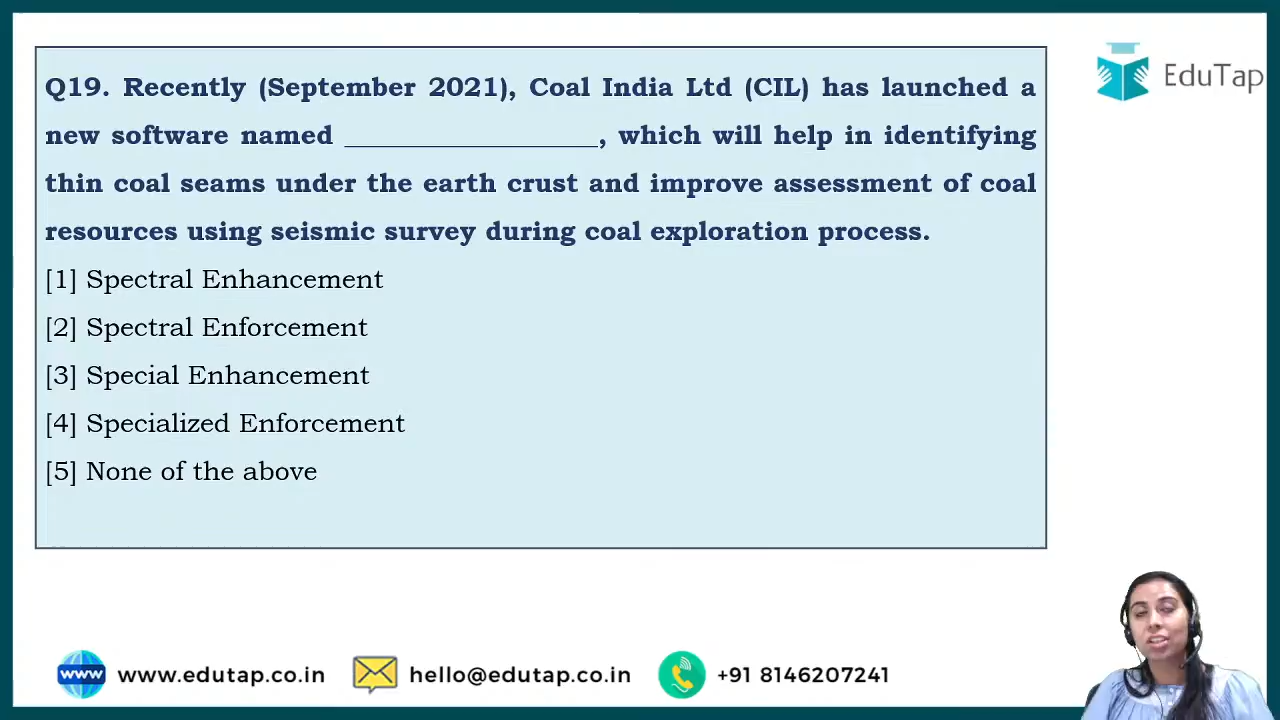 EduTap
Q19. Recently (September 2021), Coal India Ltd (CIL) has launched a
new software named __________________, which will help in identifying
thin coal seams under the earth crust and improve assessment of coal
resources using seismic survey during coal exploration process.
[1] Spectral Enhancement
[2] Spectral Enforcement
[3] Special Enhancement
[4] Specialized Enforcement
[5] None of the above
www
www.edutap.co.in
hello@edutap.co.in
+91 8146207241